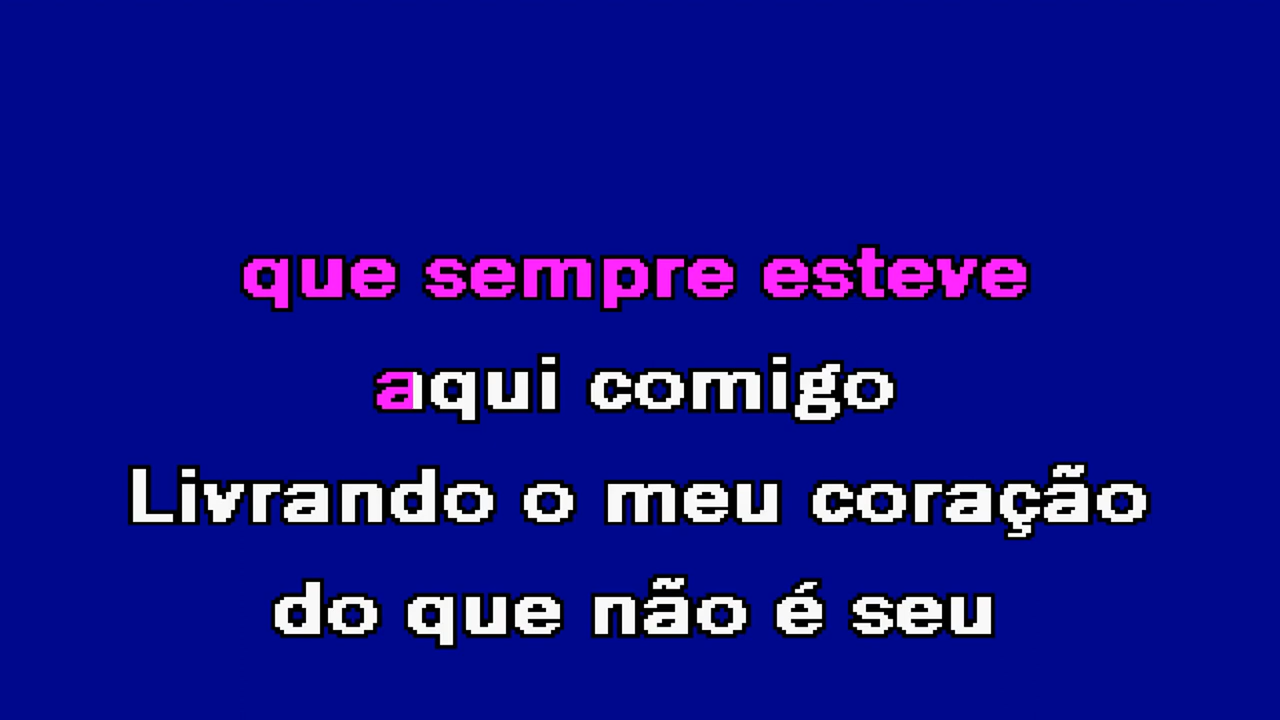 que sempre esteve
aqui comigo
Livrando o meu coração
do que não é seu